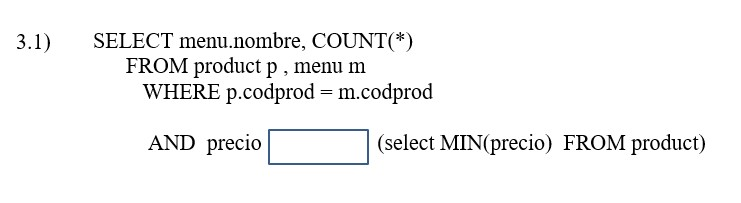 3.1) SELECT menu.nombre, COUNT(*)
FROM product p , menu m
WHERE p.codprod = m.codprod
AND precio (select MIN(precio) FROM product)